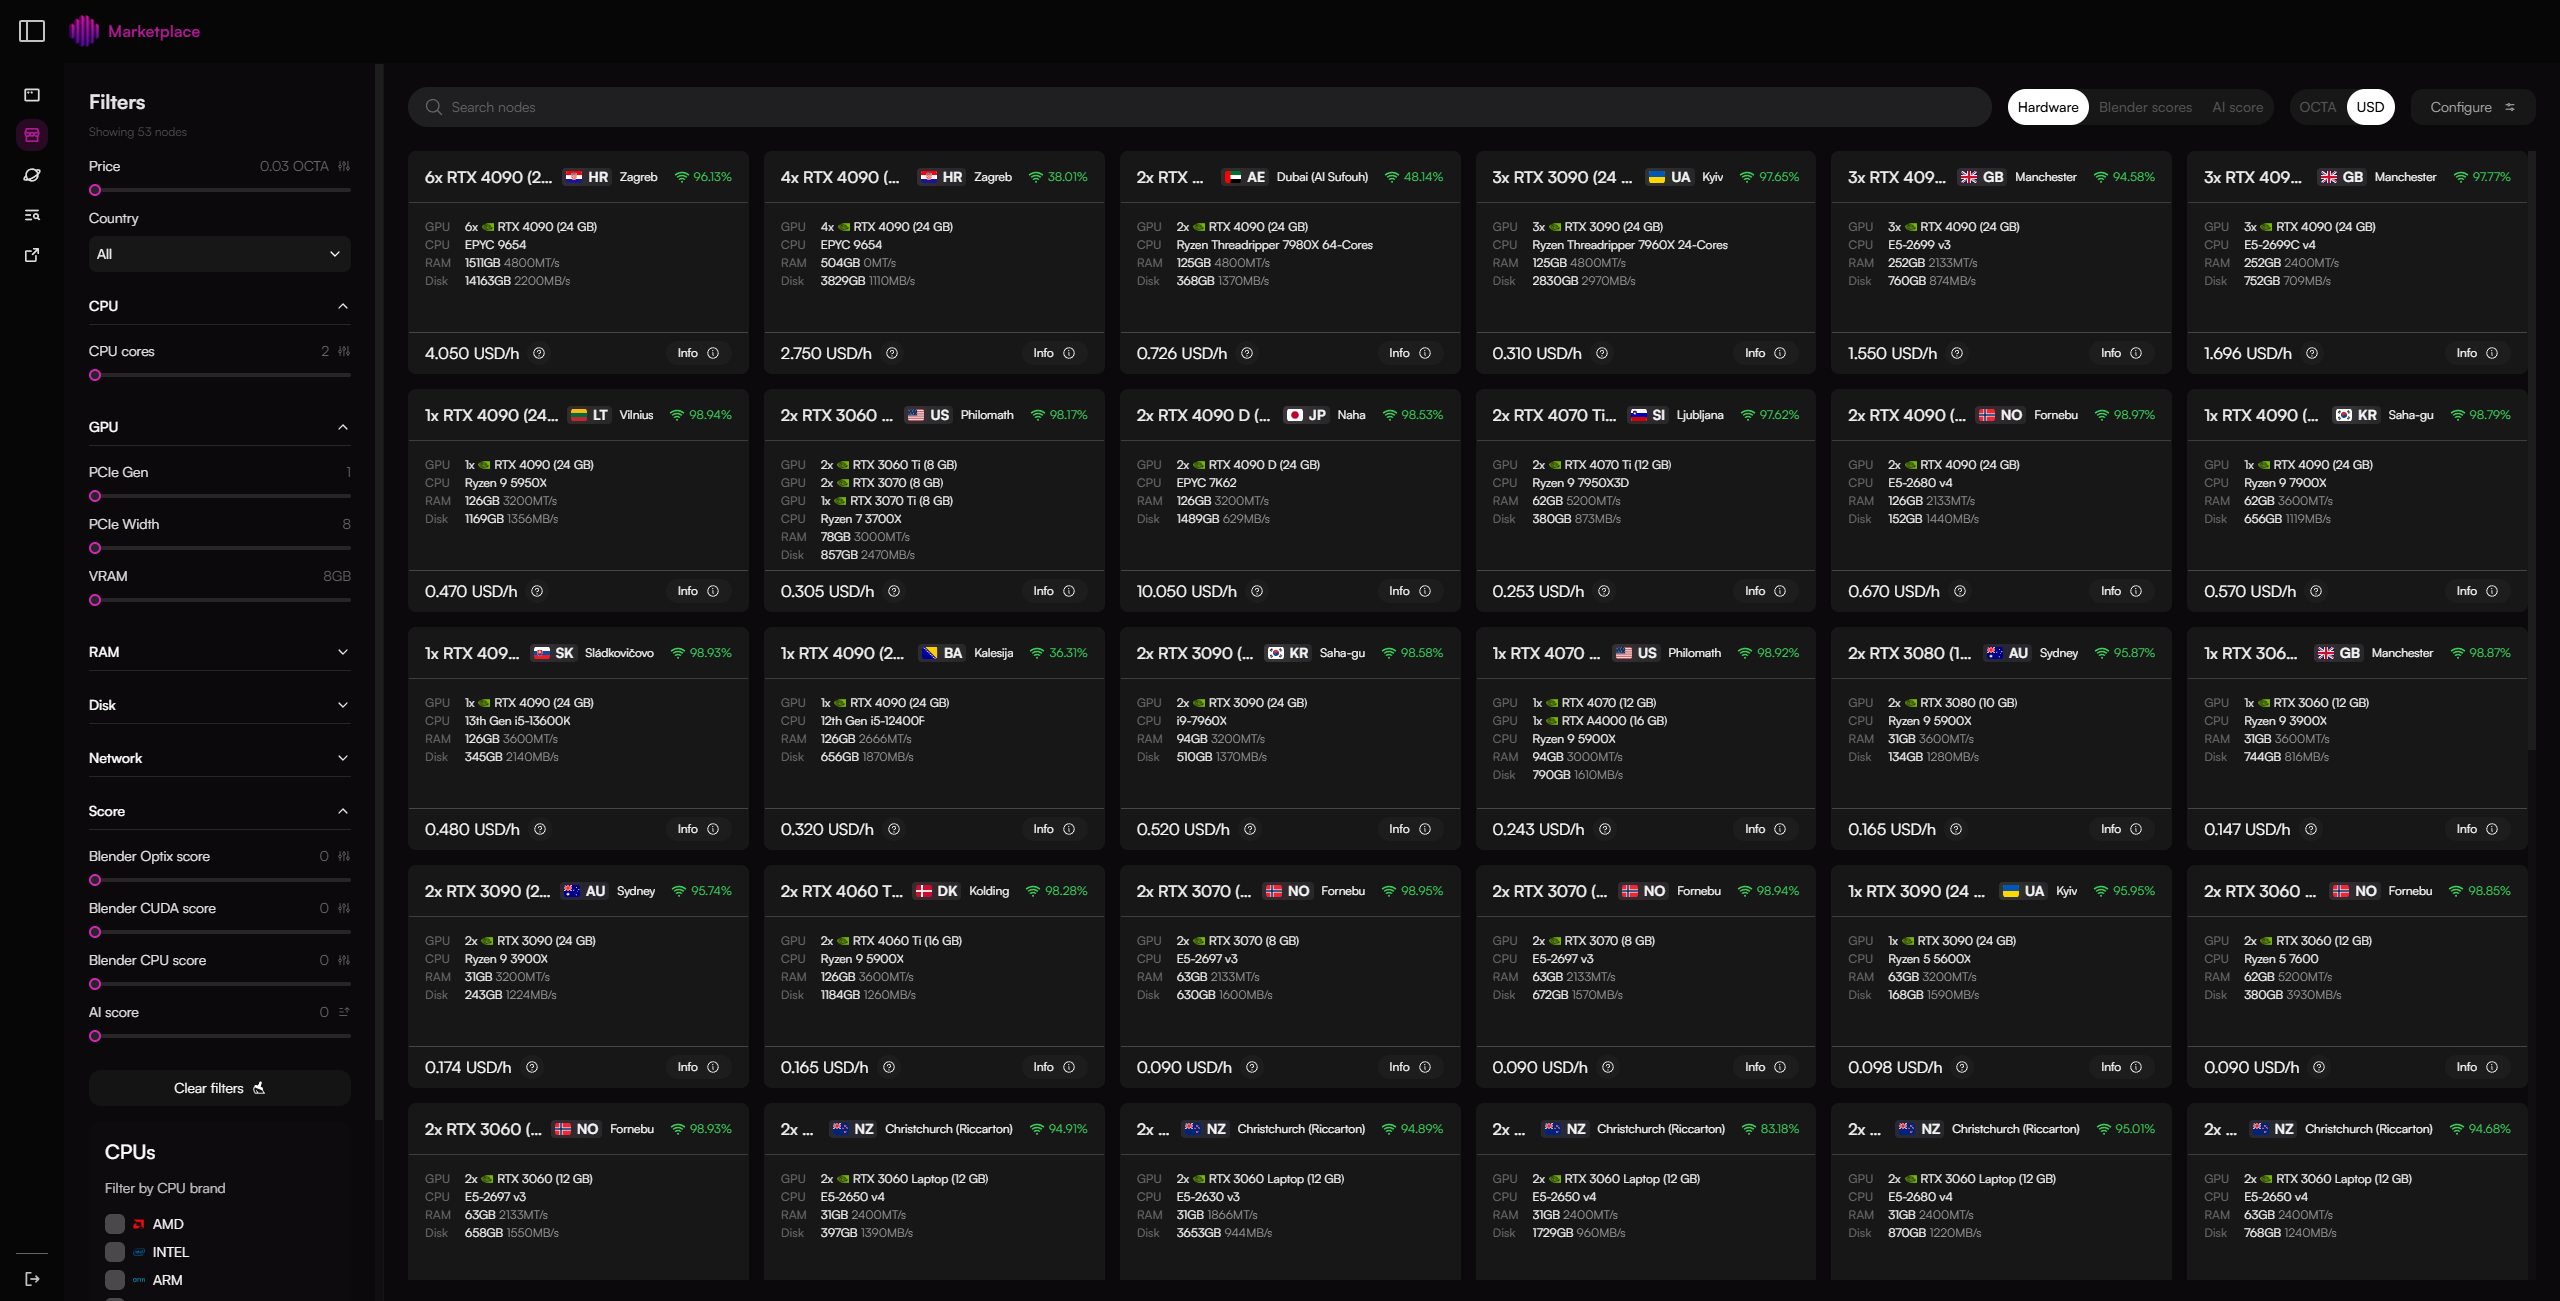 Marketplace
Filters
Showing 53 nodes
Price 0.03 OCTA
Country
All
CPU
CPU cores 2
GPU
PCIe Gen 1
PCIe Width 8
VRAM 8GB
RAM
Disk
Network
Score
Blender Optix score 0
Blender CUDA score 0
Blender CPU score 0
AI score 0
Clear filters
CPUs
Filter by CPU brand
AMD
INTEL
ARM
Search nodes
Hardware Blender scores AI score
OCTA USD
Configure
6x RTX 4090 (2... HR Zagreb 96.13%
GPU 6x RTX 4090 (24 GB)
CPU EPYC 9654
RAM 1511GB 4800MT/s
Disk 14163GB 2200MB/s
4.050 USD/h Info
4x RTX 4090 (... HR Zagreb 38.01%
GPU 4x RTX 4090 (24 GB)
CPU EPYC 9654
RAM 504GB 0MT/s
Disk 3829GB 1110MB/s
2.750 USD/h Info
2x RTX ... AE Dubai (Al Sufouh) 48.14%
GPU 2x RTX 4090 (24 GB)
CPU Ryzen Threadripper 7980X 64-Cores
RAM 125GB 4800MT/s
Disk 368GB 1370MB/s
0.726 USD/h Info
3x RTX 3090 (24 ... UA Kyiv 97.65%
GPU 3x RTX 3090 (24 GB)
CPU Ryzen Threadripper 7960X 24-Cores
RAM 125GB 4800MT/s
Disk 2830GB 2970MB/s
0.310 USD/h Info
3x RTX 409... GB Manchester 94.58%
GPU 3x RTX 4090 (24 GB)
CPU E5-2699 v3
RAM 252GB 2133MT/s
Disk 760GB 874MB/s
1.550 USD/h Info
3x RTX 409... GB Manchester 97.77%
GPU 3x RTX 4090 (24 GB)
CPU E5-2699C v4
RAM 252GB 2400MT/s
Disk 752GB 709MB/s
1.696 USD/h Info
1x RTX 4090 (24... LT Vilnius 98.94%
GPU 1x RTX 4090 (24 GB)
CPU Ryzen 9 5950X
RAM 126GB 3200MT/s
Disk 1169GB 1356MB/s
0.470 USD/h Info
2x RTX 3060 ... US Philomath 98.17%
GPU 2x RTX 3060 Ti (8 GB)
GPU 2x RTX 3070 (8 GB)
GPU 1x RTX 3070 Ti (8 GB)
CPU Ryzen 7 3700X
RAM 78GB 3000MT/s
Disk 857GB 2470MB/s
0.305 USD/h Info
2x RTX 4090 D (... JP Naha 98.53%
GPU 2x RTX 4090 D (24 GB)
CPU EPYC 7K62
RAM 126GB 3200MT/s
Disk 1489GB 629MB/s
10.050 USD/h Info
2x RTX 4070 Ti... SI Ljubljana 97.62%
GPU 2x RTX 4070 Ti (12 GB)
CPU Ryzen 9 7950X3D
RAM 62GB 5200MT/s
Disk 380GB 873MB/s
0.253 USD/h Info
2x RTX 4090 (... NO Fornebu 98.97%
GPU 2x RTX 4090 (24 GB)
CPU E5-2680 v4
RAM 126GB 2133MT/s
Disk 152GB 1440MB/s
0.670 USD/h Info
1x RTX 4090 (... KR Saha-gu 98.79%
GPU 1x RTX 4090 (24 GB)
CPU Ryzen 9 7900X
RAM 62GB 3600MT/s
Disk 656GB 1119MB/s
0.570 USD/h Info
1x RTX 409... SK Sládkovičovo 98.93%
GPU 1x RTX 4090 (24 GB)
CPU 13th Gen i5-13600K
RAM 126GB 3600MT/s
Disk 345GB 2140MB/s
0.480 USD/h Info
1x RTX 4090 (2... BA Kalesija 36.31%
GPU 1x RTX 4090 (24 GB)
CPU 12th Gen i5-12400F
RAM 126GB 2666MT/s
Disk 656GB 1870MB/s
0.320 USD/h Info
2x RTX 3090 (... KR Saha-gu 98.58%
GPU 2x RTX 3090 (24 GB)
CPU i9-7960X
RAM 94GB 3200MT/s
Disk 510GB 1370MB/s
0.520 USD/h Info
1x RTX 4070 ... US Philomath 98.92%
GPU 1x RTX 4070 (12 GB)
GPU 1x RTX A4000 (16 GB)
CPU Ryzen 9 5900X
RAM 94GB 3000MT/s
Disk 790GB 1610MB/s
0.243 USD/h Info
2x RTX 3080 (1... AU Sydney 95.87%
GPU 2x RTX 3080 (10 GB)
CPU Ryzen 9 5900X
RAM 31GB 3600MT/s
Disk 134GB 1280MB/s
0.165 USD/h Info
1x RTX 306... GB Manchester 98.87%
GPU 1x RTX 3060 (12 GB)
CPU Ryzen 9 3900X
RAM 31GB 3600MT/s
Disk 744GB 816MB/s
0.147 USD/h Info
2x RTX 3090 (2... AU Sydney 95.74%
GPU 2x RTX 3090 (24 GB)
CPU Ryzen 9 3900X
RAM 31GB 3200MT/s
Disk 243GB 1224MB/s
0.174 USD/h Info
2x RTX 4060 T... DK Kolding 98.28%
GPU 2x RTX 4060 Ti (16 GB)
CPU Ryzen 9 5900X
RAM 126GB 3600MT/s
Disk 1184GB 1260MB/s
0.165 USD/h Info
2x RTX 3070 (... NO Fornebu 98.95%
GPU 2x RTX 3070 (8 GB)
CPU E5-2697 v3
RAM 63GB 2133MT/s
Disk 630GB 1600MB/s
0.090 USD/h Info
2x RTX 3070 (... NO Fornebu 98.94%
GPU 2x RTX 3070 (8 GB)
CPU E5-2697 v3
RAM 63GB 2133MT/s
Disk 672GB 1570MB/s
0.090 USD/h Info
1x RTX 3090 (24 ... UA Kyiv 95.95%
GPU 1x RTX 3090 (24 GB)
CPU Ryzen 5 5600X
RAM 63GB 3200MT/s
Disk 168GB 1590MB/s
0.098 USD/h Info
2x RTX 3060 ... NO Fornebu 98.85%
GPU 2x RTX 3060 (12 GB)
CPU Ryzen 5 7600
RAM 62GB 5200MT/s
Disk 380GB 3930MB/s
0.090 USD/h Info
2x RTX 3060 (... NO Fornebu 98.93%
GPU 2x RTX 3060 (12 GB)
CPU E5-2697 v3
RAM 63GB 2133MT/s
Disk 658GB 1550MB/s
2x ... NZ Christchurch (Riccarton) 94.91%
GPU 2x RTX 3060 Laptop (12 GB)
CPU E5-2650 v4
RAM 31GB 2400MT/s
Disk 397GB 1390MB/s
2x ... NZ Christchurch (Riccarton) 94.89%
GPU 2x RTX 3060 Laptop (12 GB)
CPU E5-2630 v3
RAM 31GB 1866MT/s
Disk 3653GB 944MB/s
2x ... NZ Christchurch (Riccarton) 83.18%
GPU 2x RTX 3060 Laptop (12 GB)
CPU E5-2650 v4
RAM 31GB 2400MT/s
Disk 1729GB 960MB/s
2x ... NZ Christchurch (Riccarton) 95.01%
GPU 2x RTX 3060 Laptop (12 GB)
CPU E5-2680 v4
RAM 31GB 2400MT/s
Disk 870GB 1220MB/s
2x ... NZ Christchurch (Riccarton) 94.68%
GPU 2x RTX 3060 Laptop (12 GB)
CPU E5-2650 v4
RAM 63GB 2400MT/s
Disk 768GB 1240MB/s